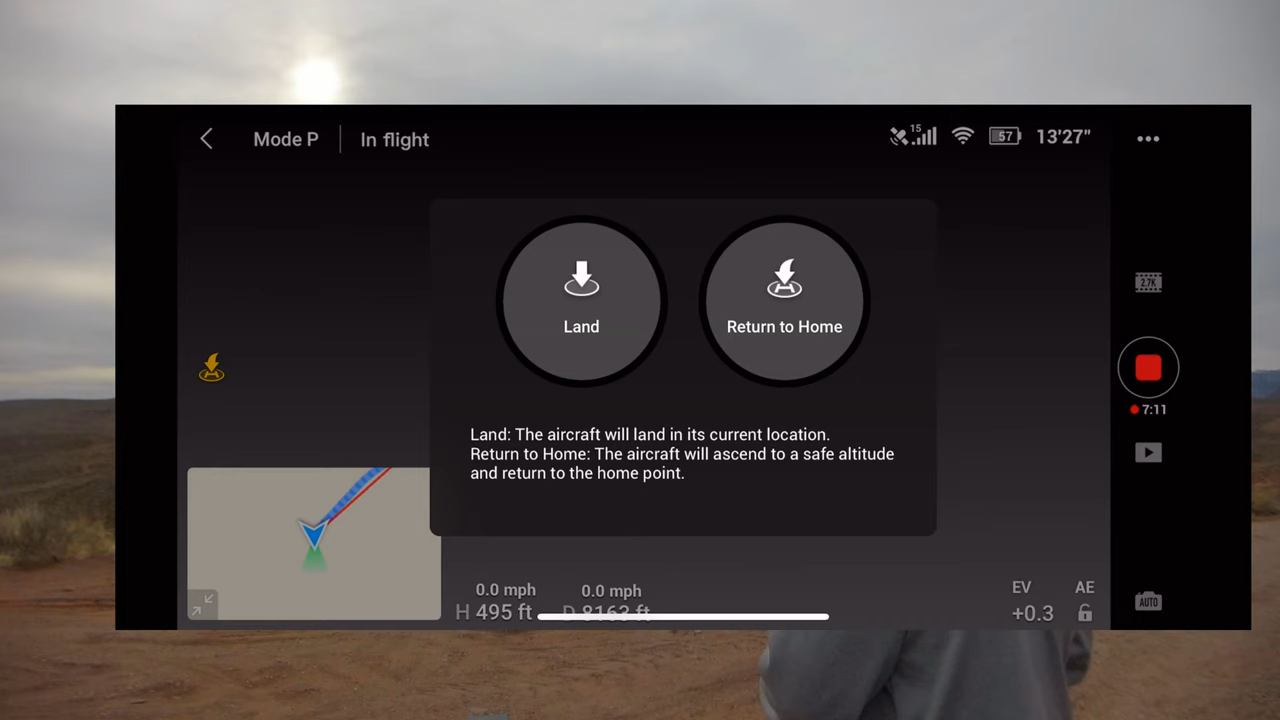 Mode P
In flight
15
57
13'27"
2.7K
Land
Return to Home
7:11
Land: The aircraft will land in its current location.
Return to Home: The aircraft will ascend to a safe altitude
and return to the home point.
0.0 mph
0.0 mph
H 495 ft
D 8163 ft
EV
AE
+0.3
AUTO